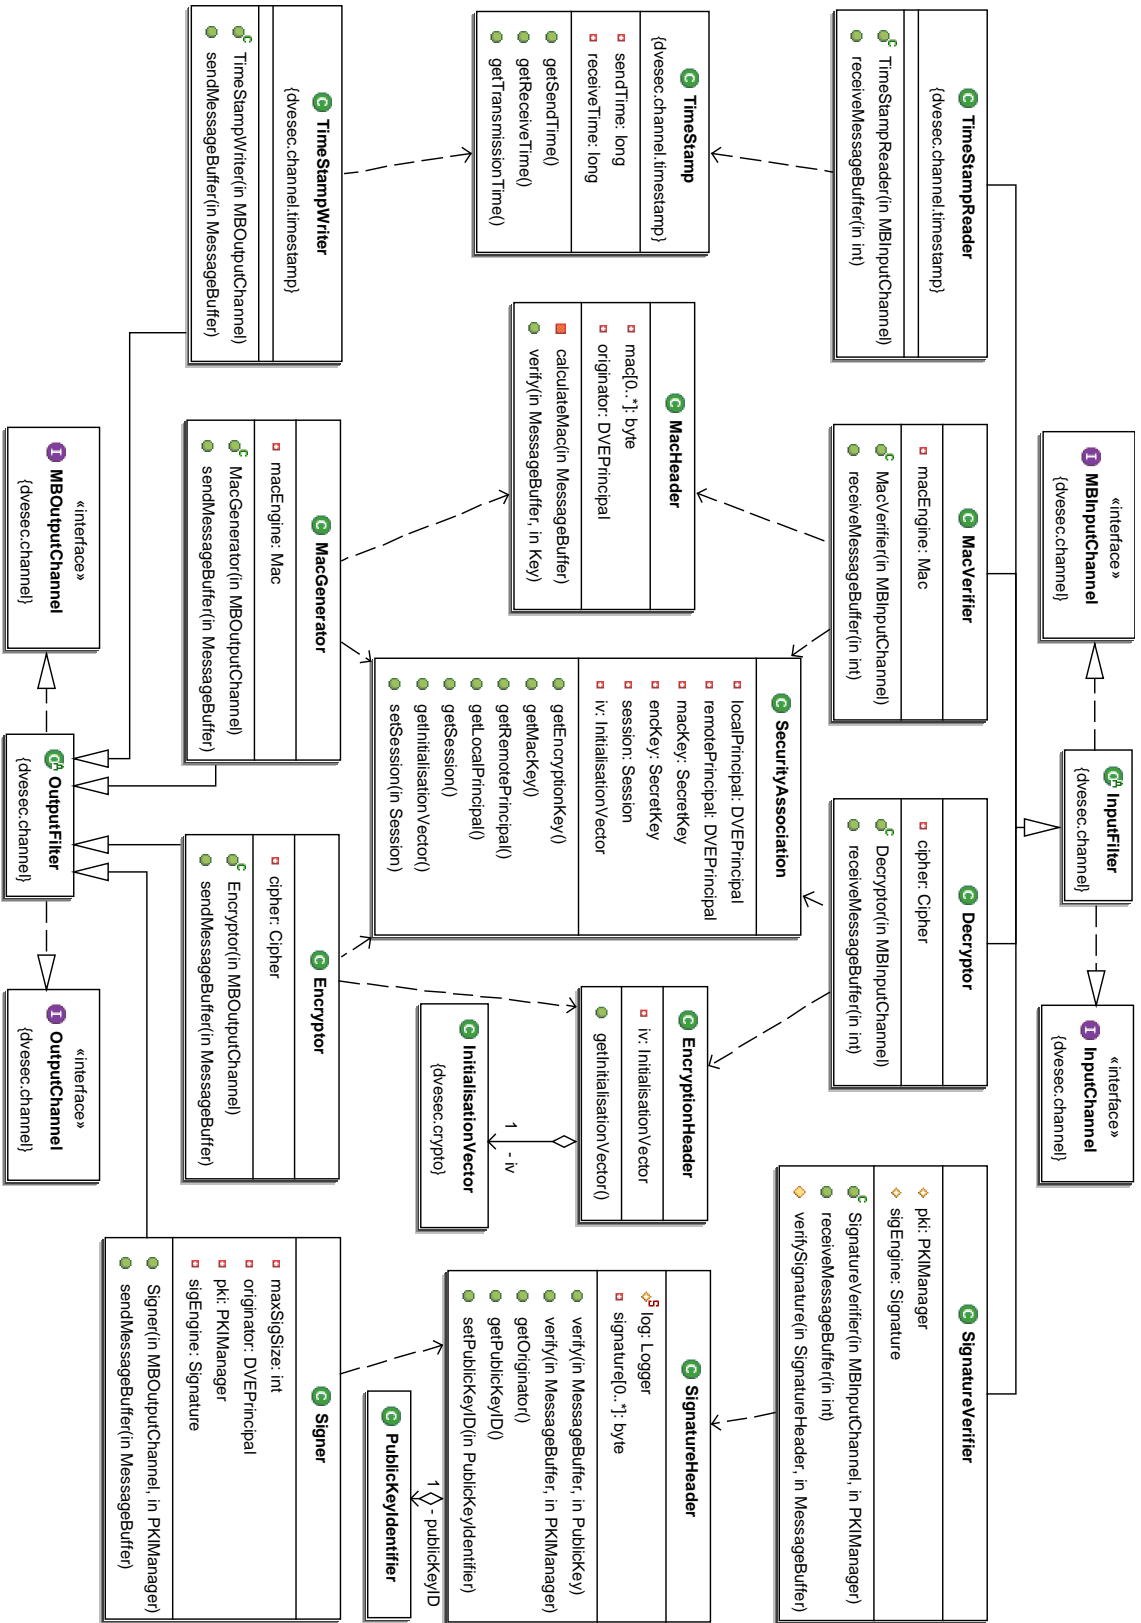 «interface»
MBInputChannel
{dvesec.channel}
InputFilter
{dvesec.channel}
«interface»
InputChannel
{dvesec.channel}
TimeStampReader
{dvesec.channel.timestamp}
TimeStampReader(in MBInputChannel)
receiveMessageBuffer(in int)
MacVerifier
macEngine: Mac
MacVerifier(in MBInputChannel)
receiveMessageBuffer(in int)
Decryptor
cipher: Cipher
Decryptor(in MBInputChannel)
receiveMessageBuffer(in int)
SignatureVerifier
pki: PKIManager
sigEngine: Signature
SignatureVerifier(in MBInputChannel, in PKIManager)
receiveMessageBuffer(in int)
verifySignature(in SignatureHeader, in MessageBuffer)
TimeStamp
{dvesec.channel.timestamp}
sendTime: long
receiveTime: long
getSendTime()
getReceiveTime()
getTransmissionTime()
MacHeader
mac[0..*]: byte
originator: DVEPrincipal
calculateMac(in MessageBuffer)
verify(in MessageBuffer, in Key)
SecurityAssociation
localPrincipal: DVEPrincipal
remotePrincipal: DVEPrincipal
macKey: SecretKey
encKey: SecretKey
session: Session
iv: InitialisationVector
getEncryptionKey()
getMacKey()
getRemotePrincipal()
getLocalPrincipal()
getSession()
getInitialisationVector()
setSession(in Session)
EncryptionHeader
iv: InitialisationVector
getInitialisationVector()
1
- iv
InitialisationVector
{dvesec.crypto}
SignatureHeader
log: Logger
signature[0..*]: byte
verify(in MessageBuffer, in PublicKey)
verify(in MessageBuffer, in PKIManager)
getOriginator()
getPublicKeyID()
setPublicKeyID(in PublicKeyIdentifier)
1
- publicKeyID
PublicKeyIdentifier
TimeStampWriter
{dvesec.channel.timestamp}
TimeStampWriter(in MBOutputChannel)
sendMessageBuffer(in MessageBuffer)
MacGenerator
macEngine: Mac
MacGenerator(in MBOutputChannel)
sendMessageBuffer(in MessageBuffer)
Encryptor
cipher: Cipher
Encryptor(in MBOutputChannel)
sendMessageBuffer(in MessageBuffer)
Signer
maxSigSize: int
originator: DVEPrincipal
pki: PKIManager
sigEngine: Signature
Signer(in MBOutputChannel, in PKIManager)
sendMessageBuffer(in MessageBuffer)
«interface»
MBOutputChannel
{dvesec.channel}
OutputFilter
{dvesec.channel}
«interface»
OutputChannel
{dvesec.channel}